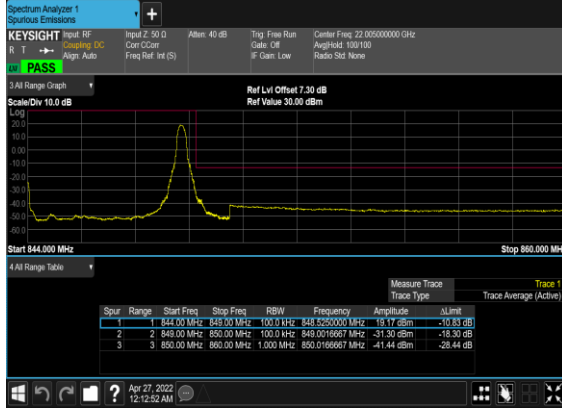 Spectrum Analyzer 1
Spurious Emissions
+
KEYSIGHT
R T
PASS
Input: RF
Coupling: DC
Align: Auto
Input Z: 50 Ω
Corr CCorr
Freq Ref: Int (S)
Atten: 40 dB
Trig: Free Run
Gate: Off
IF Gain: Low
Center Freq: 22.005000000 GHz
Avg|Hold: 100/100
Radio Std: None
3 All Range Graph
Scale/Div 10.0 dB
Ref Lvl Offset 7.30 dB
Ref Value 30.00 dBm
Log
20.0
10.0
0.00
-10.0
-20.0
-30.0
-40.0
-50.0
-60.0
Start 844.000 MHz
Stop 860.000 MH
4 All Range Table
Measure Trace Trace 1
Trace Type Trace Average (Active)
Spur Range Start Freq Stop Freq RBW Frequency Amplitude ΔLimit
1 1 844.00 MHz 849.00 MHz 100.0 kHz 848.5250000 MHz 19.17 dBm -10.83 dB
2 2 849.00 MHz 850.00 MHz 100.0 kHz 849.0016667 MHz -31.30 dBm -18.30 dB
3 3 850.00 MHz 860.00 MHz 1.000 MHz 850.0166667 MHz -41.44 dBm -28.44 dB
?
Apr 27, 2022
12:12:52 AM